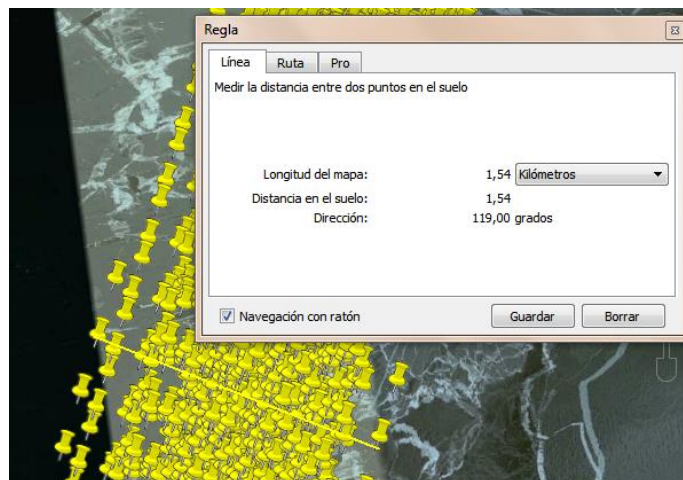 Regla
Línea Ruta Pro
Medir la distancia entre dos puntos en el suelo
Longitud del mapa: 1,54 Kilómetros
Distancia en el suelo: 1,54
Dirección: 119,00 grados
Navegación con ratón Guardar Borrar